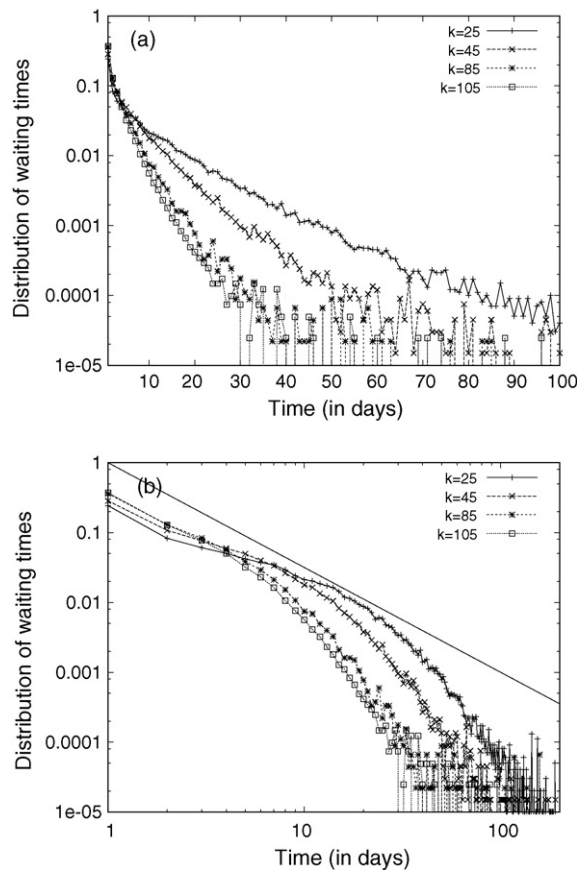 (a)
k=25
k=45
k=85
k=105
1
0.1
0.01
0.001
0.0001
1e-05
Distribution of waiting times
10 20 30 40 50 60 70 80 90 100
Time (in days)
(b)
k=25
k=45
k=85
k=105
1
0.1
0.01
0.001
0.0001
1e-05
Distribution of waiting times
1 10 100
Time (in days)